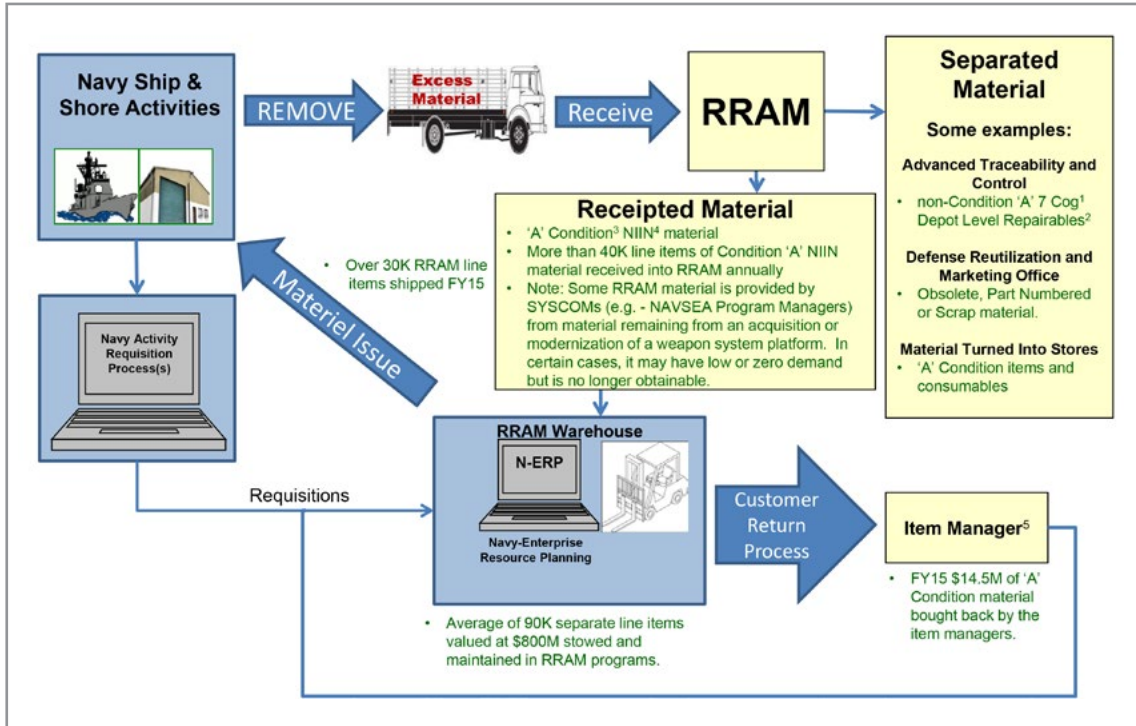 Navy Ship &
Shore Activities
REMOVE
Excess
Material
Receive
RRAM
Separated
Material
Some examples:
Advanced Traceability and
Control
• non-Condition ‘A’ 7 Cog¹
Depot Level Repairables²
Defense Reutilization and
Marketing Office
• Obsolete, Part Numbered
or Scrap material.
Material Turned Into Stores
• ‘A’ Condition items and
consumables
Receipted Material
• ‘A’ Condition³ NIIN⁴ material
• More than 40K line items of Condition ‘A’ NIIN
material received into RRAM annually
• Note: Some RRAM material is provided by
SYSCOMs (e.g. - NAVSEA Program Managers)
from material remaining from an acquisition or
modernization of a weapon system platform. In
certain cases, it may have low or zero demand
but is no longer obtainable.
• Over 30K RRAM line
items shipped FY15
Materiel Issue
Navy Activity
Requisition
Process(s)
Requisitions
RRAM Warehouse
N-ERP
Navy-Enterprise
Resource Planning
• Average of 90K separate line items
valued at $800M stowed and
maintained in RRAM programs.
Customer
Return
Process
Item Manager⁵
• FY15 $14.5M of ‘A’
Condition material
bought back by the
item managers.